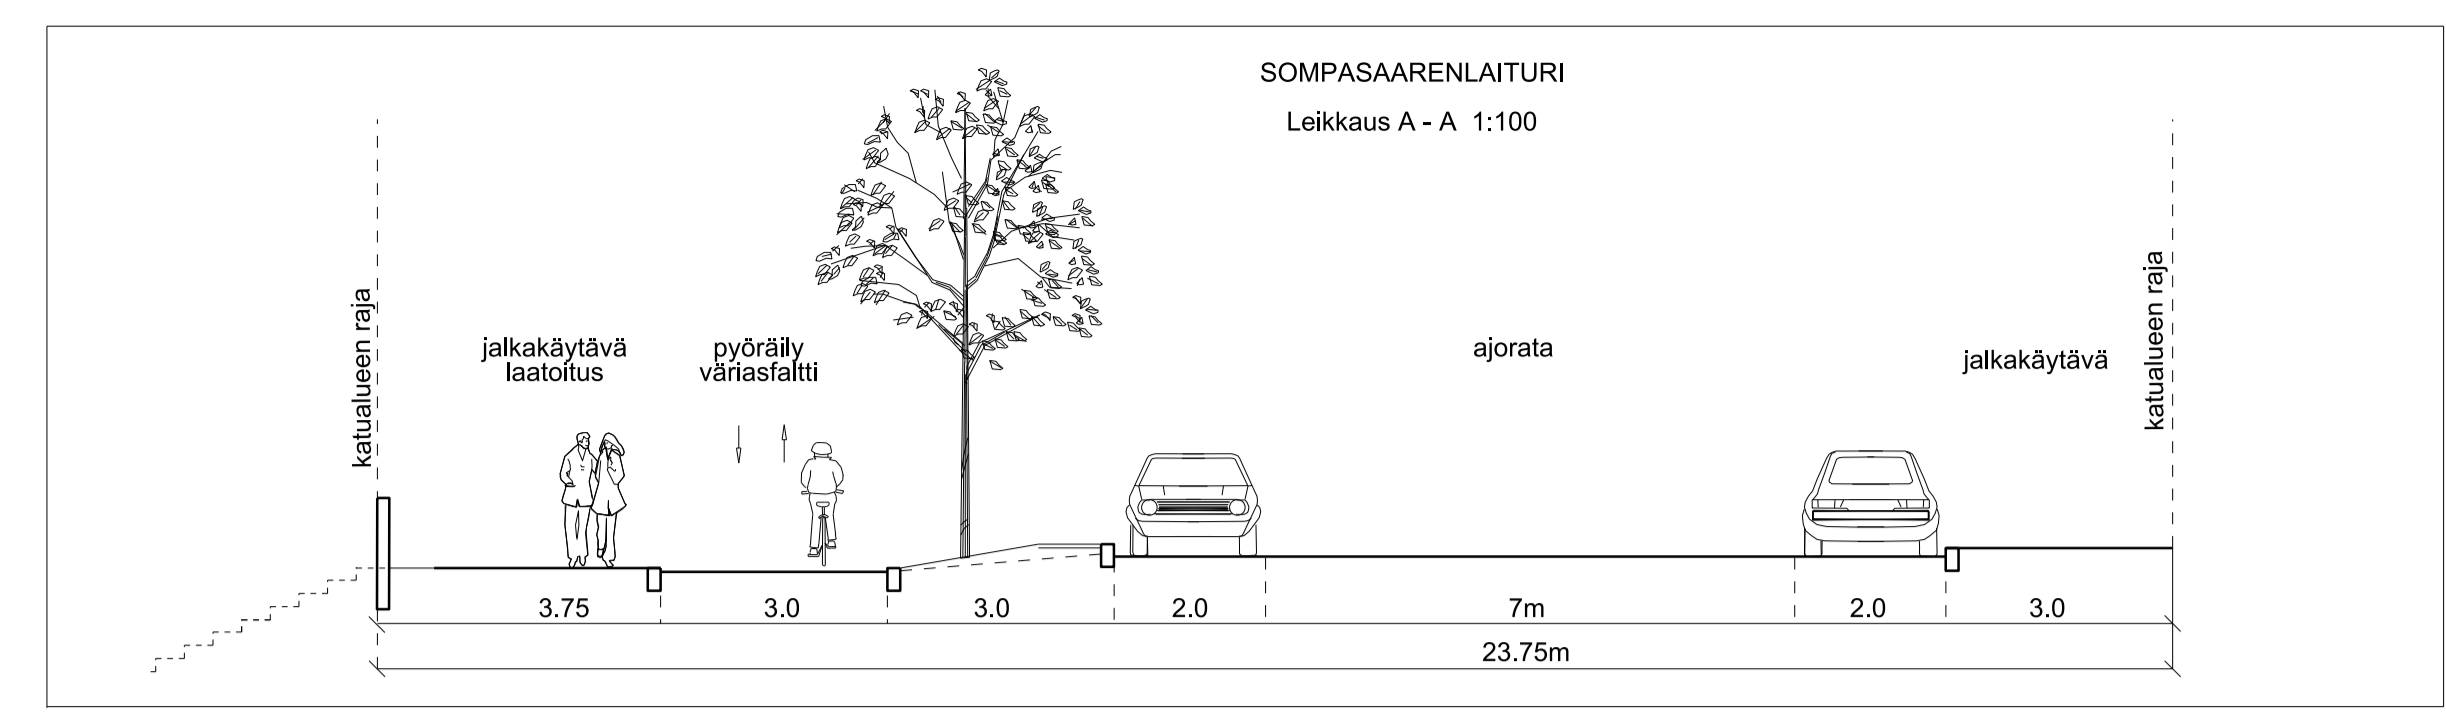 SOMPASAARENLAITURI
Leikkaus A - A 1:100
katualueen raja
jalkakäytävä
laatoitus
pyöräily
väriasfaltti
ajorata
jalkakäytävä
katualueen raja
3.75
3.0
3.0
2.0
7m
2.0
3.0
23.75m